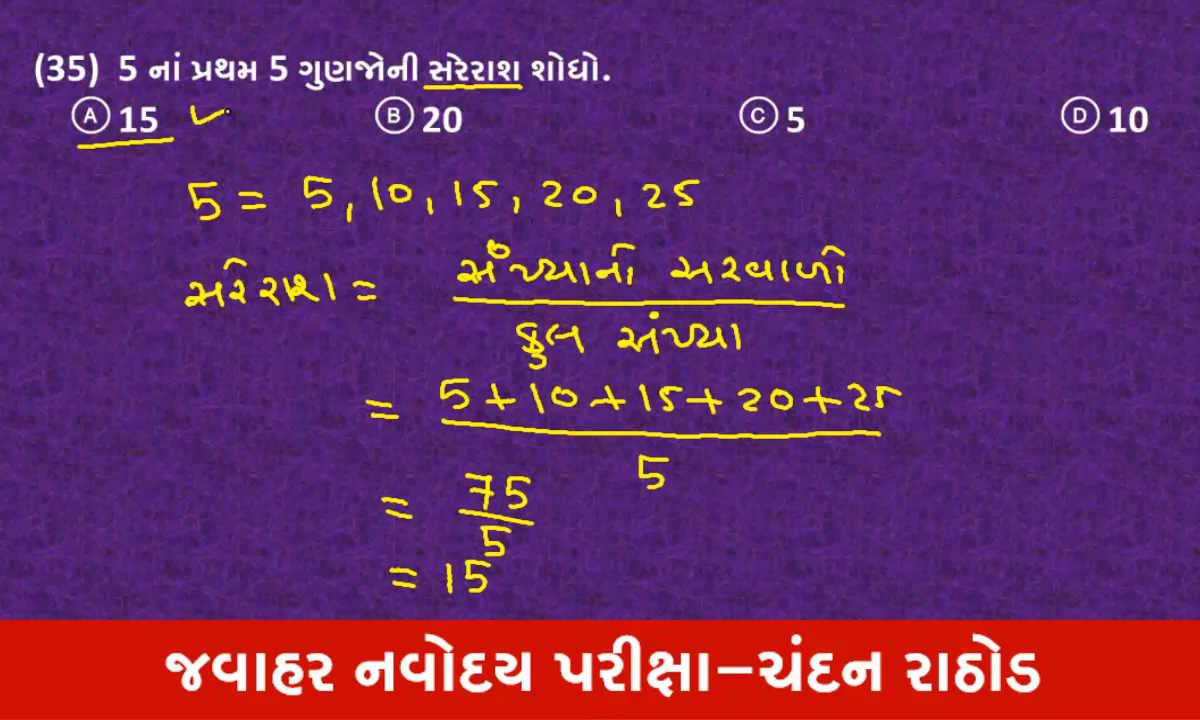 (35) 5 નાં પ્રથમ 5 ગુણજોની સરેરાશ શોધો.
A 15 B 20 C 5 D 10
5 = 5, 10, 15, 20, 25
સરેરાશ = સંખ્યાનો સરવાળો
કુલ સંખ્યા
= 5 + 10 + 15 + 20 + 25
5
= 75
5
= 15
જવાહર નવોદય પરીક્ષા–ચંદન રાઠોડ